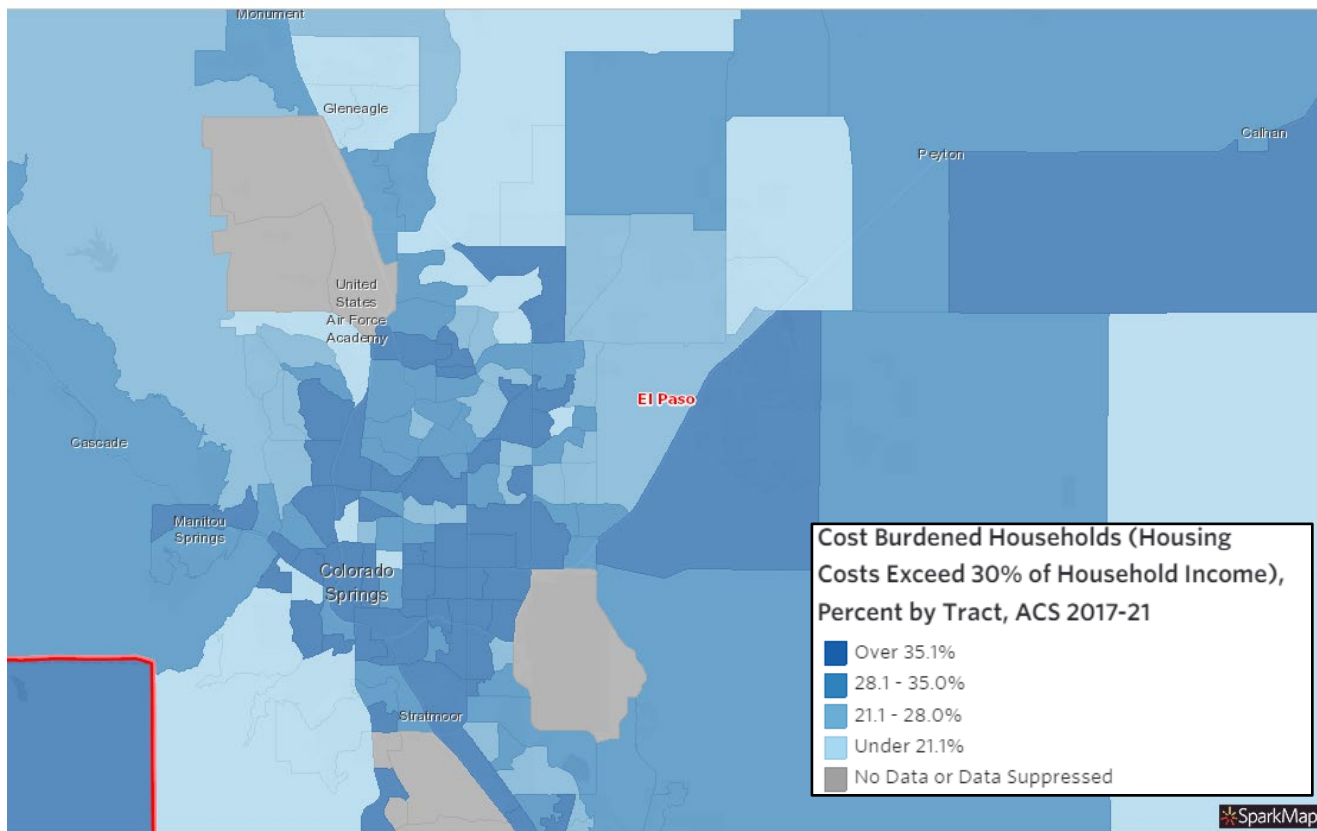 Monument
Gleneagle
Calhan
Peyton
United
States
Air Force
Academy
El Paso
Cascade
Manitou
Springs
Colorado
Springs
Stratmoor
Cost Burdened Households (Housing
Costs Exceed 30% of Household Income),
Percent by Tract, ACS 2017-21
Over 35.1%
28.1 - 35.0%
21.1 - 28.0%
Under 21.1%
No Data or Data Suppressed
SparkMap